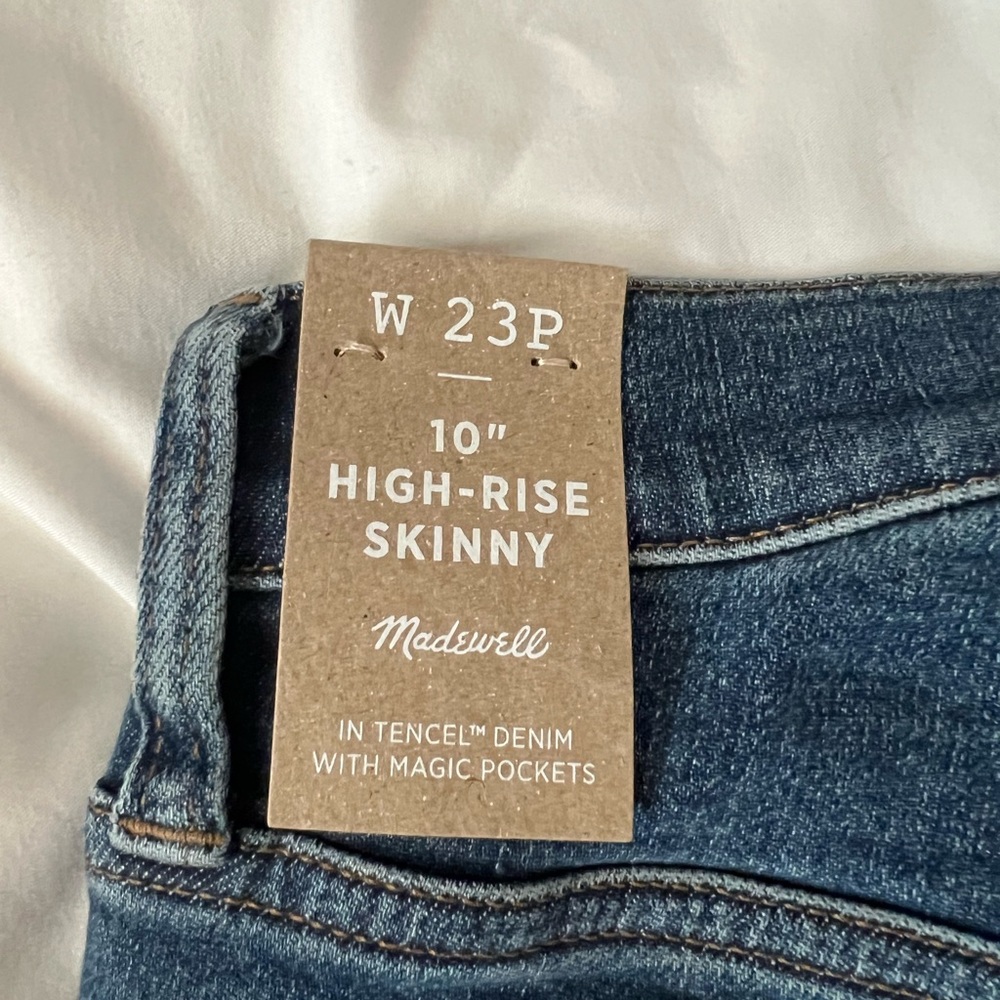 W 23P
10"
HIGH-RISE
SKINNY
Madewell
IN TENCEL™ DENIM
WITH MAGIC POCKETS